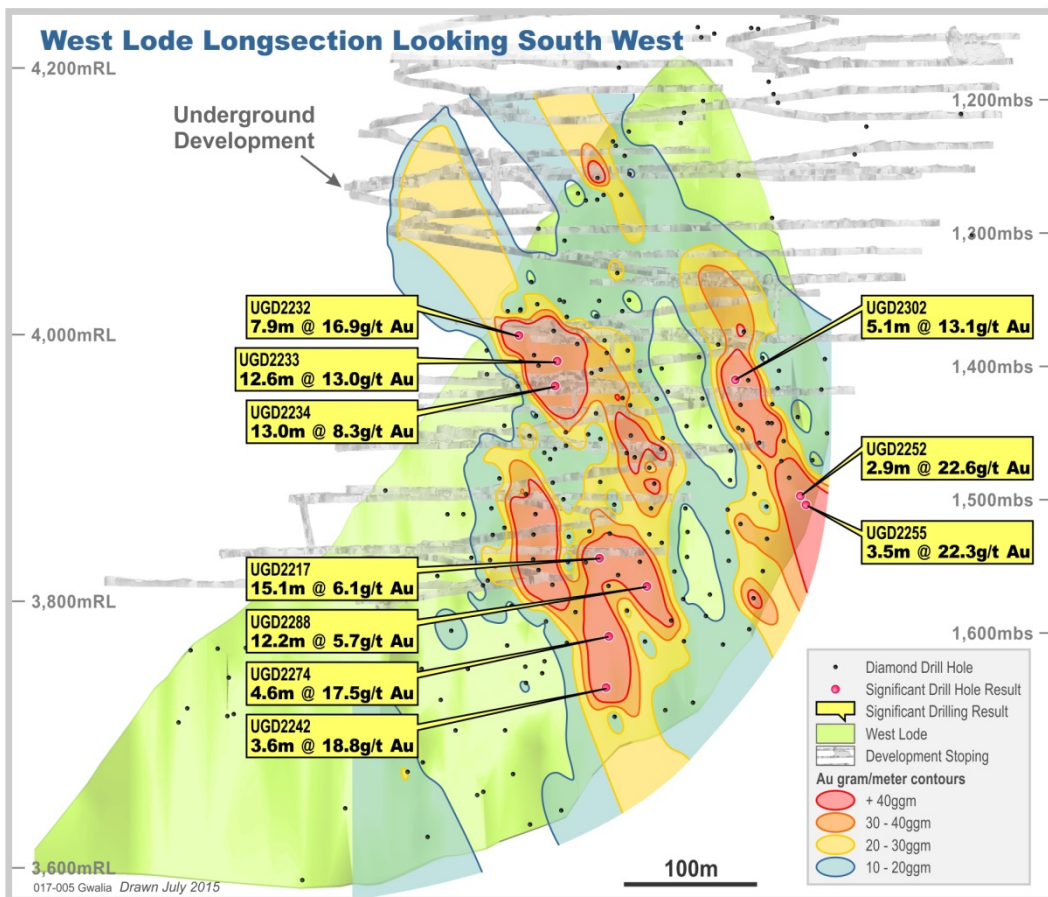 West Lode Longsection Looking South West
4,200mRL
1,200mbs
Underground
Development
1,300mbs
UGD2232
7.9m @ 16.9g/t Au
UGD2302
5.1m @ 13.1g/t Au
4,000mRL
UGD2233
12.6m @ 13.0g/t Au
1,400mbs
UGD2234
13.0m @ 8.3g/t Au
UGD2252
2.9m @ 22.6g/t Au
1,500mbs
UGD2255
3.5m @ 22.3g/t Au
UGD2217
15.1m @ 6.1g/t Au
3,800mRL
UGD2288
12.2m @ 5.7g/t Au
1,600mbs
UGD2274
4.6m @ 17.5g/t Au
UGD2242
3.6m @ 18.8g/t Au
Diamond Drill Hole
Significant Drill Hole Result
Significant Drilling Result
West Lode
Development Stoping
Au gram/meter contours
+ 40ggm
30 - 40ggm
20 - 30ggm
10 - 20ggm
3,600mRL
100m
017-005 Gwalia Drawn July 2015